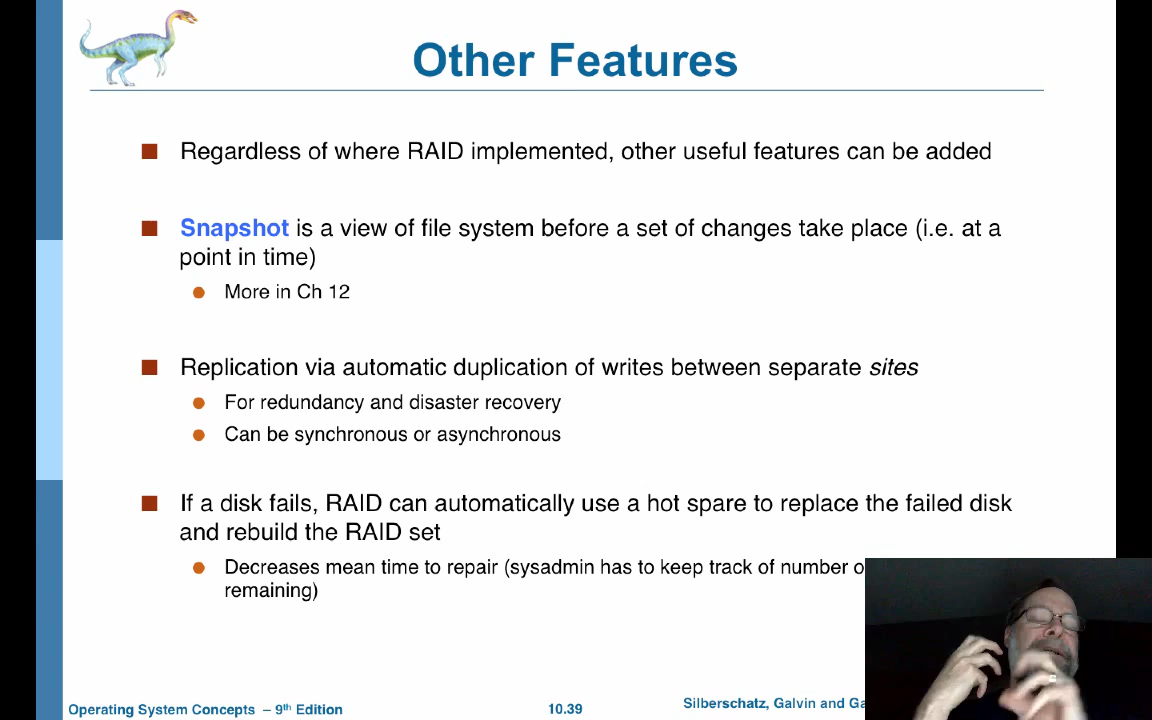 Other Features
Regardless of where RAID implemented, other useful features can be added
Snapshot is a view of file system before a set of changes take place (i.e. at a
point in time)
More in Ch 12
Replication via automatic duplication of writes between separate sites
For redundancy and disaster recovery
Can be synchronous or asynchronous
If a disk fails, RAID can automatically use a hot spare to replace the failed disk
and rebuild the RAID set
Decreases mean time to repair (sysadmin has to keep track of number
remaining)
Operating System Concepts – 9th Edition
10.39
Silberschatz, Galvin and